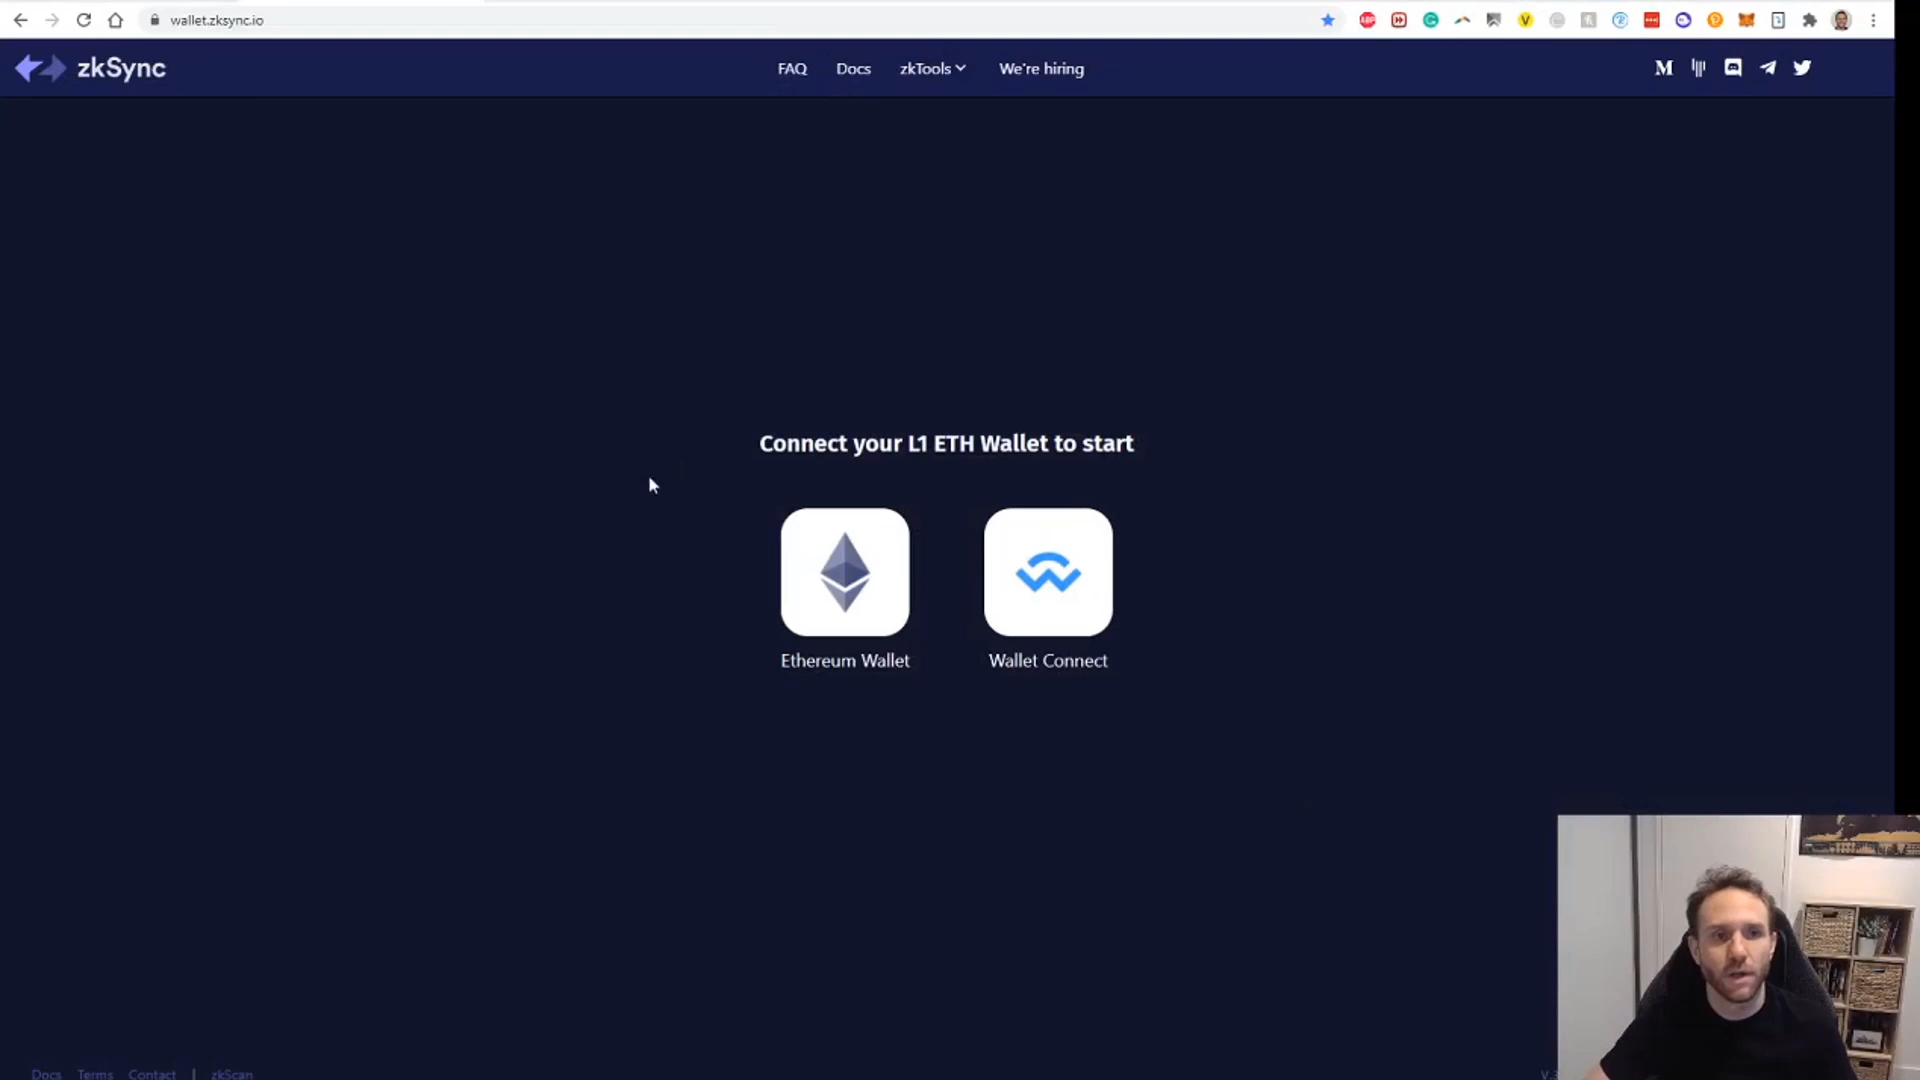 wallet.zksync.io
zkSync
FAQ Docs zkTools We're hiring
Connect your L1 ETH Wallet to start
Ethereum Wallet Wallet Connect
Docs Terms Contact | zkScan